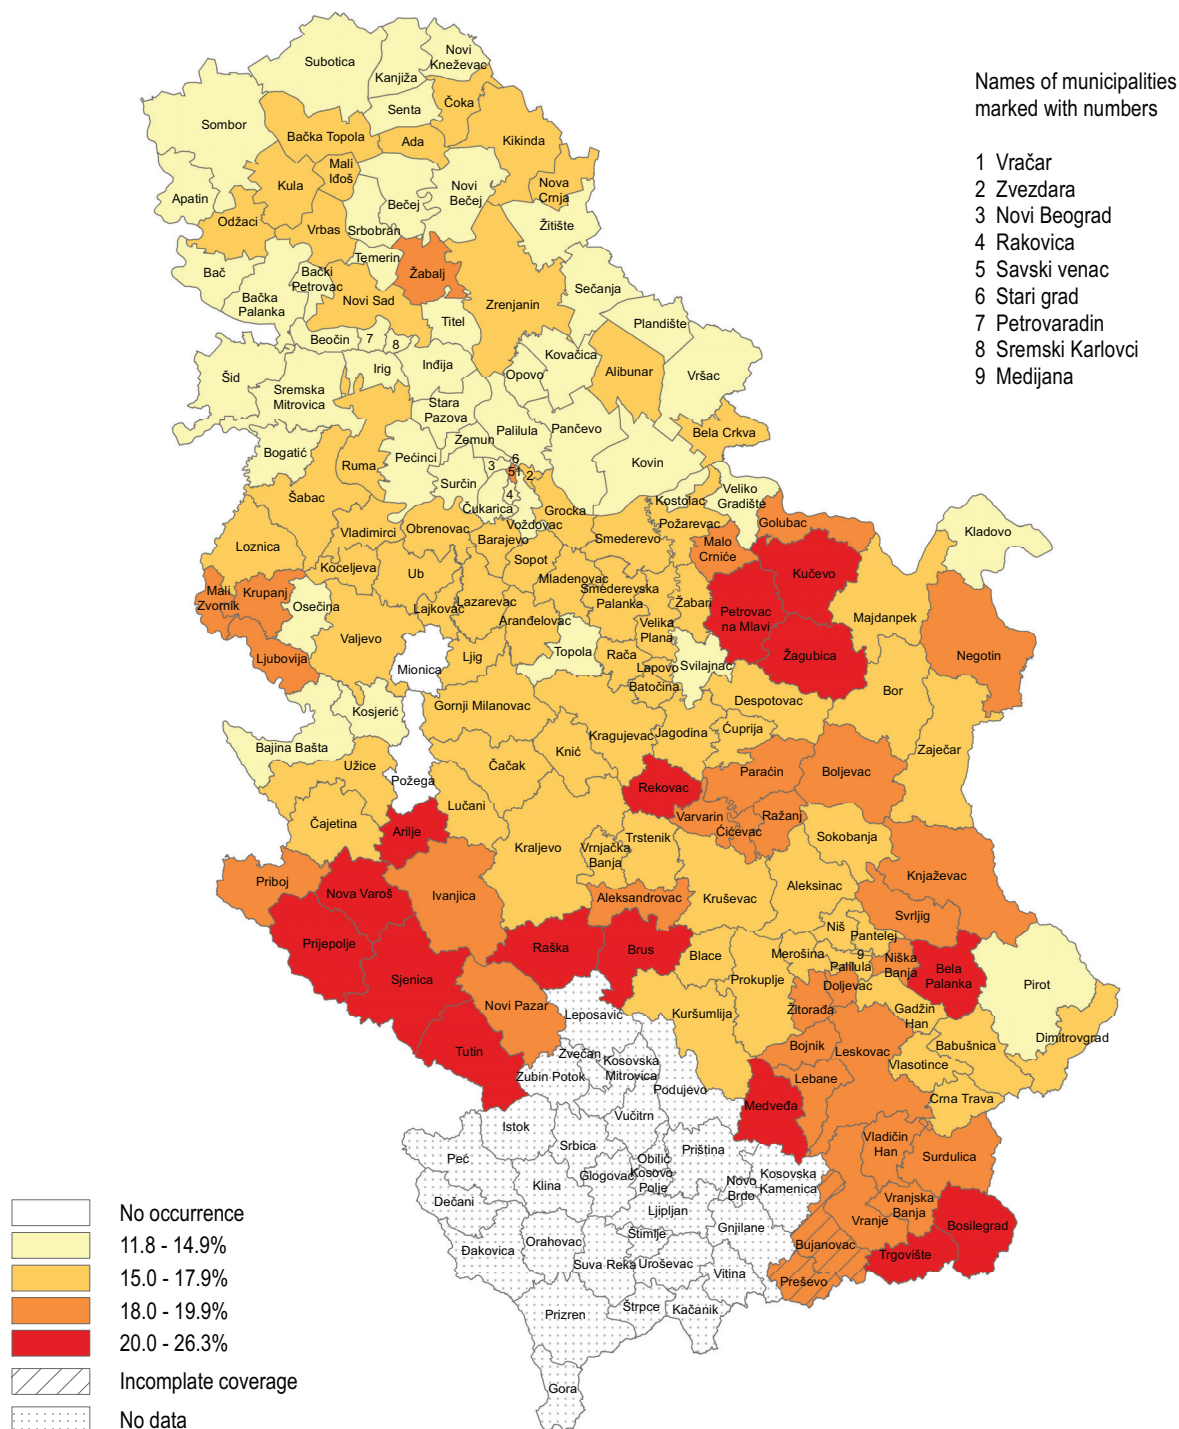 Names of municipalities
marked with numbers
1 Vračar
2 Zvezdara
3 Novi Beograd
4 Rakovica
5 Savski venac
6 Stari grad
7 Petrovaradin
8 Sremski Karlovci
9 Medijana
Subotica
Kanjiža
Novi
Kneževac
Senta
Čoka
Sombor
Bačka Topola
Ada
Kikinda
Mali
Iđoš
Kula
Apatin
Nova
Crnja
Novi
Bečej
Bečej
Odžaci
Vrbas
Srbobran
Žitište
Temerin
Bač
Bački
Petrovac
Žabalj
Bačka
Palanka
Novi Sad
Zrenjanin
Sečanja
Titel
Plandište
Beočin
7
8
Kovačica
Šid
Sremska
Mitrovica
Irig
Inđija
Opovo
Alibunar
Vršac
Stara
Pazova
Palilula
Pančevo
Bela Crkva
Zemun
Bogatić
Ruma
Pećinci
Surčin
3
6
51
2
4
Kovin
Šabac
Čukarica
Voždovac
Grocka
Kostolac
Veliko
Gradište
Golubac
Kladovo
Vladimirci
Obrenovac
Barajevo
Smederevo
Požarevac
Loznica
Koceljeva
Ub
Sopot
Malo
Crniće
Kučevo
Mali
Zvornik
Krupanj
Osečina
Lajkovac
Lazarevac
Mladenovac
Smederevska
Palanka
Žabari
Petrovac
na Mlavi
Majdanpek
Valjevo
Aranđelovac
Velika
Plana
Ljubovija
Mionica
Ljig
Topola
Rača
Lapovo
Svilajnac
Žagubica
Negotin
Batočina
Bor
Kosjerić
Gornji Milanovac
Despotovac
Bajina Bašta
Kragujevac
Jagodina
Ćuprija
Zaječar
Užice
Požega
Čačak
Knić
Rekovac
Paraćin
Boljevac
Lučani
Čajetina
Arilje
Varvarin
Ćićevac
Ražanj
Kraljevo
Vrnjačka
Banja
Trstenik
Sokobanja
Priboj
Nova Varoš
Ivanjica
Aleksandrovac
Kruševac
Aleksinac
Knjaževac
Svrljig
Prijepolje
Raška
Brus
Blace
Niš
Pantelej
Merošina
9
Palilula
Niška
Banja
Bela
Palanka
Pirot
Sjenica
Prokuplje
Doljevac
Novi Pazar
Kuršumlija
Žitorađa
Gadžin
Han
Leposavić
Dimitrovgrad
Tutin
Zvečan
Kosovska
Mitrovica
Zubin Potok
Podujevo
Bojnik
Leskovac
Babušnica
Vlasotince
Lebane
Crna Trava
Medveđa
Istok
Vučitrn
Peć
Srbica
Priština
Vladičin
Han
Surdulica
Obilić
Kosovo
Polje
Glogovac
Klina
Novo
Brdo
Kosovska
Kamenica
Dečani
Ljipljan
Gnjilane
Vranjska
Banja
Vranje
Bosilegrad
Đakovica
Orahovac
Štimlje
Suva Reka
Uroševac
Vitina
Bujanovac
Trgovište
Preševo
Prizren
Štrpce
Kačanik
Gora
No occurrence
11.8 - 14.9%
15.0 - 17.9%
18.0 - 19.9%
20.0 - 26.3%
Incomplate coverage
No data